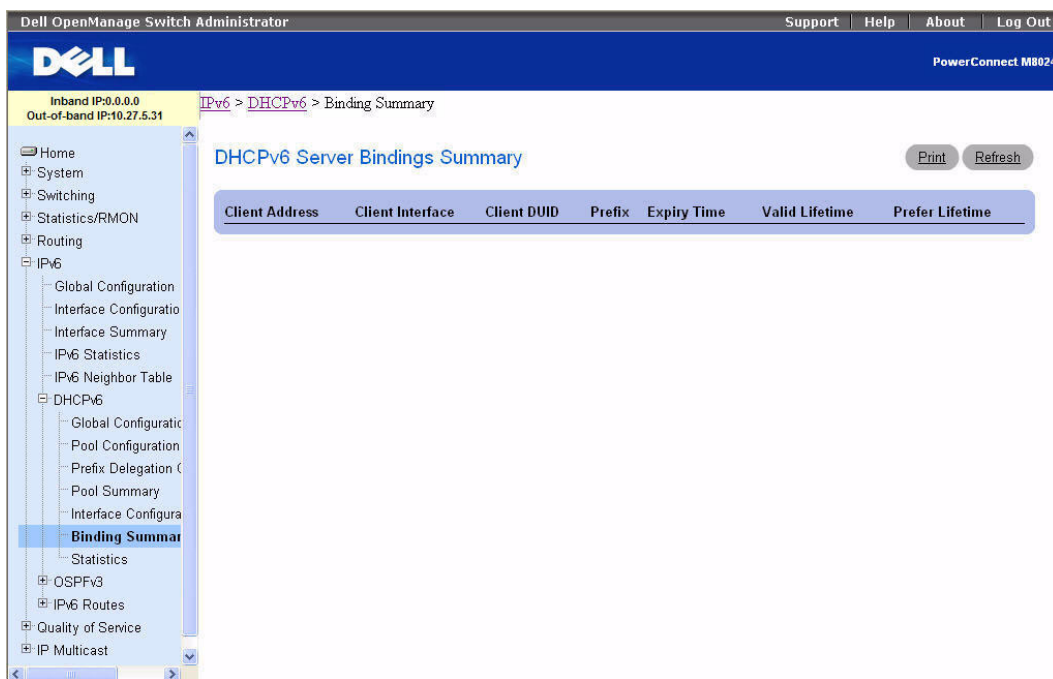 Dell OpenManage Switch Administrator Support Help About Log Out
DELL
PowerConnect M8024
Inband IP:0.0.0.0
Out-of-band IP:10.27.5.31
IPv6 > DHCPv6 > Binding Summary
Home
System
Switching
Statistics/RMON
Routing
IPv6
Global Configuration
Interface Configuratio
Interface Summary
IPv6 Statistics
IPv6 Neighbor Table
DHCPv6
Global Configuratic
Pool Configuration
Prefix Delegation C
Pool Summary
Interface Configura
Binding Summar
Statistics
OSPFv3
IPv6 Routes
Quality of Service
IP Multicast
DHCPv6 Server Bindings Summary
Print Refresh
Client Address Client Interface Client DUID Prefix Expiry Time Valid Lifetime Prefer Lifetime